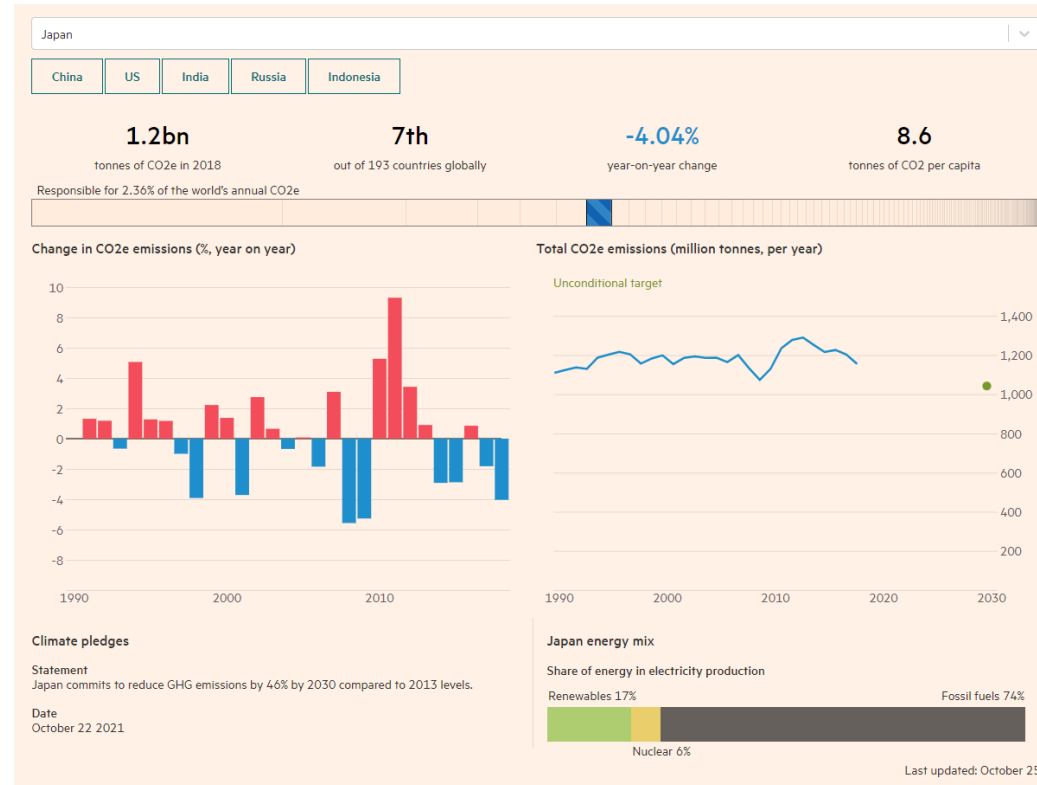 Japan
China
US
India
Russia
Indonesia
1.2bn
tonnes of CO2e in 2018
7th
out of 193 countries globally
-4.04%
year-on-year change
8.6
tonnes of CO2 per capita
Responsible for 2.36% of the world's annual CO2e
Change in CO2e emissions (%, year on year)
10
8
6
4
2
0
-2
-4
-6
-8
1990
2000
2010
Total CO2e emissions (million tonnes, per year)
Unconditional target
1,400
1,200
1,000
800
600
400
200
1990
2000
2010
2020
2030
Climate pledges
Statement
Japan commits to reduce GHG emissions by 46% by 2030 compared to 2013 levels.
Date
October 22 2021
Japan energy mix
Share of energy in electricity production
Renewables 17%
Fossil fuels 74%
Nuclear 6%
Last updated: October 25